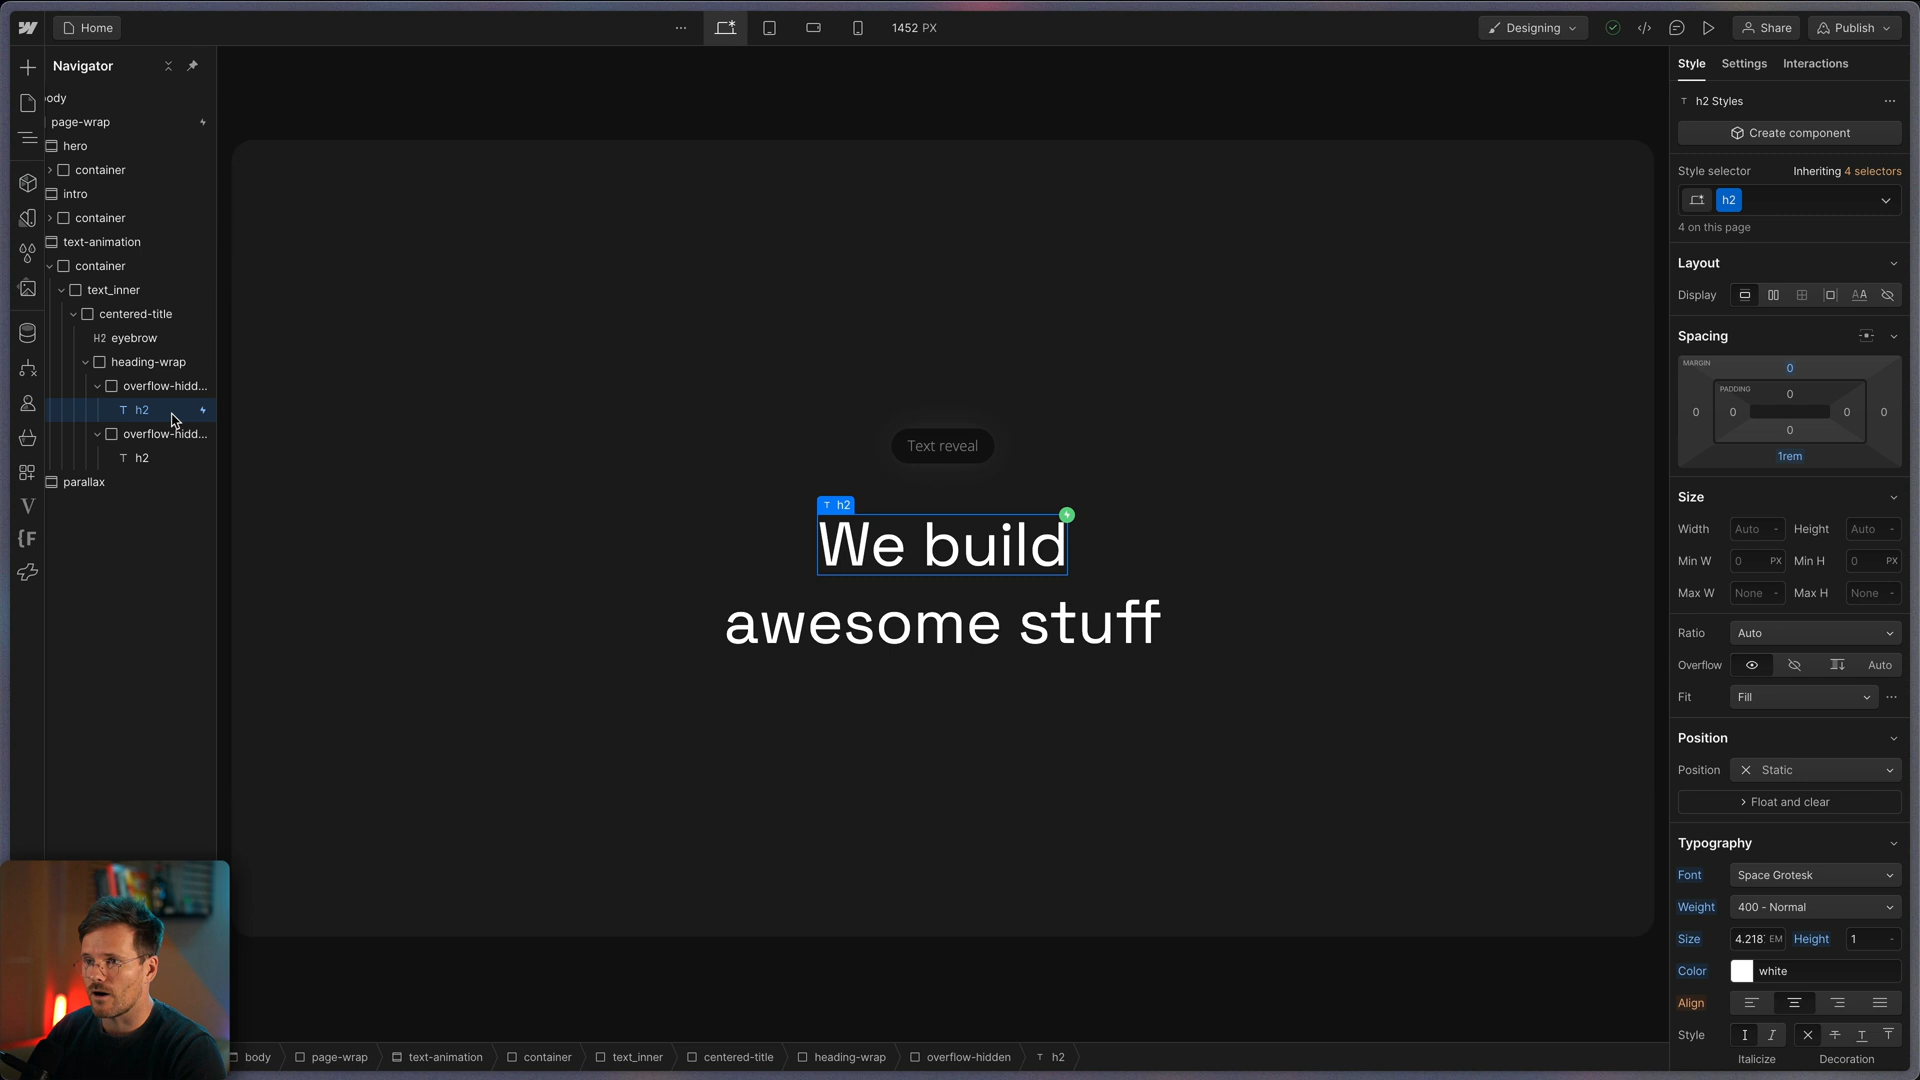 Home
1452 PX
Designing
Share
Publish
Navigator
body
page-wrap
hero
container
intro
container
text-animation
container
text_inner
centered-title
H2 eyebrow
heading-wrap
overflow-hidd...
T h2
overflow-hidd...
T h2
parallax
V
Text reveal
T h2
We build
awesome stuff
Style Settings Interactions
T h2 Styles
Create component
Style selector Inheriting 4 selectors
h2
4 on this page
Layout
Display
AA
Spacing
MARGIN
0
PADDING
0
0 0 0 0
0
1rem
Size
Width Auto - Height Auto -
Min W 0 PX Min H 0 PX
Max W None - Max H None -
Ratio Auto
Overflow Auto
Fit Fill
Position
Position Static
Float and clear
Typography
Font Space Grotesk
Weight 400 - Normal
Size 4.218 EM Height 1 -
Color white
Align
Style
Italicize Decoration
body page-wrap text-animation container text_inner centered-title heading-wrap overflow-hidden T h2